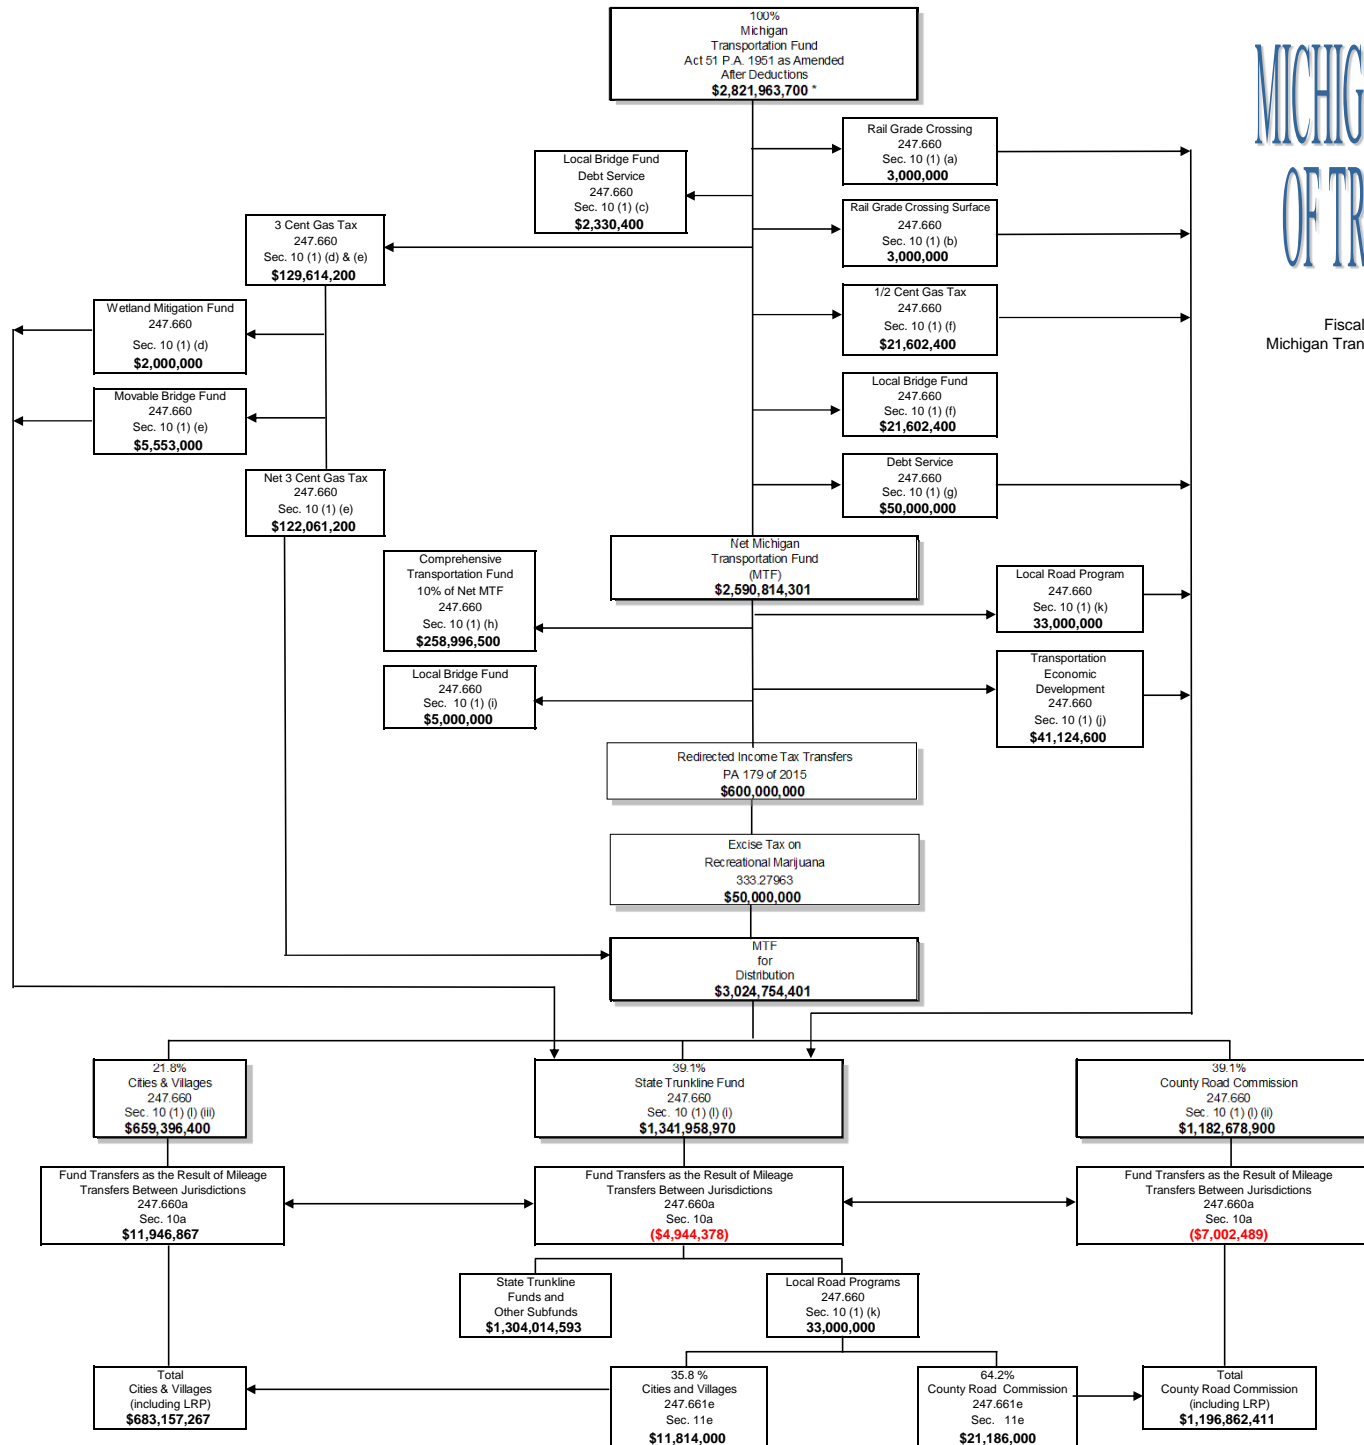 100%
Michigan
Transportation Fund
Act 51 P.A. 1951 as Amended
After Deductions
$2,821,963,700 *
MICHIG
OF TR
Fiscal
Michigan Tran
Rail Grade Crossing
247.660
Sec. 10 (1) (a)
3,000,000
Local Bridge Fund
Debt Service
247.660
Sec. 10 (1) (c)
$2,330,400
Rail Grade Crossing Surface
247.660
Sec. 10 (1) (b)
3,000,000
3 Cent Gas Tax
247.660
Sec. 10 (1) (d) & (e)
$129,614,200
1/2 Cent Gas Tax
247.660
Sec. 10 (1) (f)
$21,602,400
Wetland Mitigation Fund
247.660
Sec. 10 (1) (d)
$2,000,000
Local Bridge Fund
247.660
Sec. 10 (1) (f)
$21,602,400
Movable Bridge Fund
247.660
Sec. 10 (1) (e)
$5,553,000
Debt Service
247.660
Sec. 10 (1) (g)
$50,000,000
Net 3 Cent Gas Tax
247.660
Sec. 10 (1) (e)
$122,061,200
Net Michigan
Transportation Fund
(MTF)
$2,590,814,301
Comprehensive
Transportation Fund
10% of Net MTF
247.660
Sec. 10 (1) (h)
$258,996,500
Local Road Program
247.660
Sec. 10 (1) (k)
33,000,000
Local Bridge Fund
247.660
Sec. 10 (1) (i)
$5,000,000
Transportation
Economic
Development
247.660
Sec. 10 (1) (j)
$41,124,600
Redirected Income Tax Transfers
PA 179 of 2015
$600,000,000
Excise Tax on
Recreational Marijuana
333.27963
$50,000,000
MTF
for
Distribution
$3,024,754,401
21.8%
Cities & Villages
247.660
Sec. 10 (1) (l) (iii)
$659,396,400
39.1%
State Trunkline Fund
247.660
Sec. 10 (1) (l) (i)
$1,341,958,970
39.1%
County Road Commission
247.660
Sec. 10 (1) (l) (ii)
$1,182,678,900
Fund Transfers as the Result of Mileage
Transfers Between Jurisdictions
247.660a
Sec. 10a
$11,946,867
Fund Transfers as the Result of Mileage
Transfers Between Jurisdictions
247.660a
Sec. 10a
($4,944,378)
Fund Transfers as the Result of Mileage
Transfers Between Jurisdictions
247.660a
Sec. 10a
($7,002,489)
State Trunkline
Funds and
Other Subfunds
$1,304,014,593
Local Road Programs
247.660
Sec. 10 (1) (k)
33,000,000
Total
Cities & Villages
(including LRP)
$683,157,267
35.8 %
Cities and Villages
247.661e
Sec. 11e
$11,814,000
64.2%
County Road Commission
247.661e
Sec. 11e
$21,186,000
Total
County Road Commission
(including LRP)
$1,196,862,411